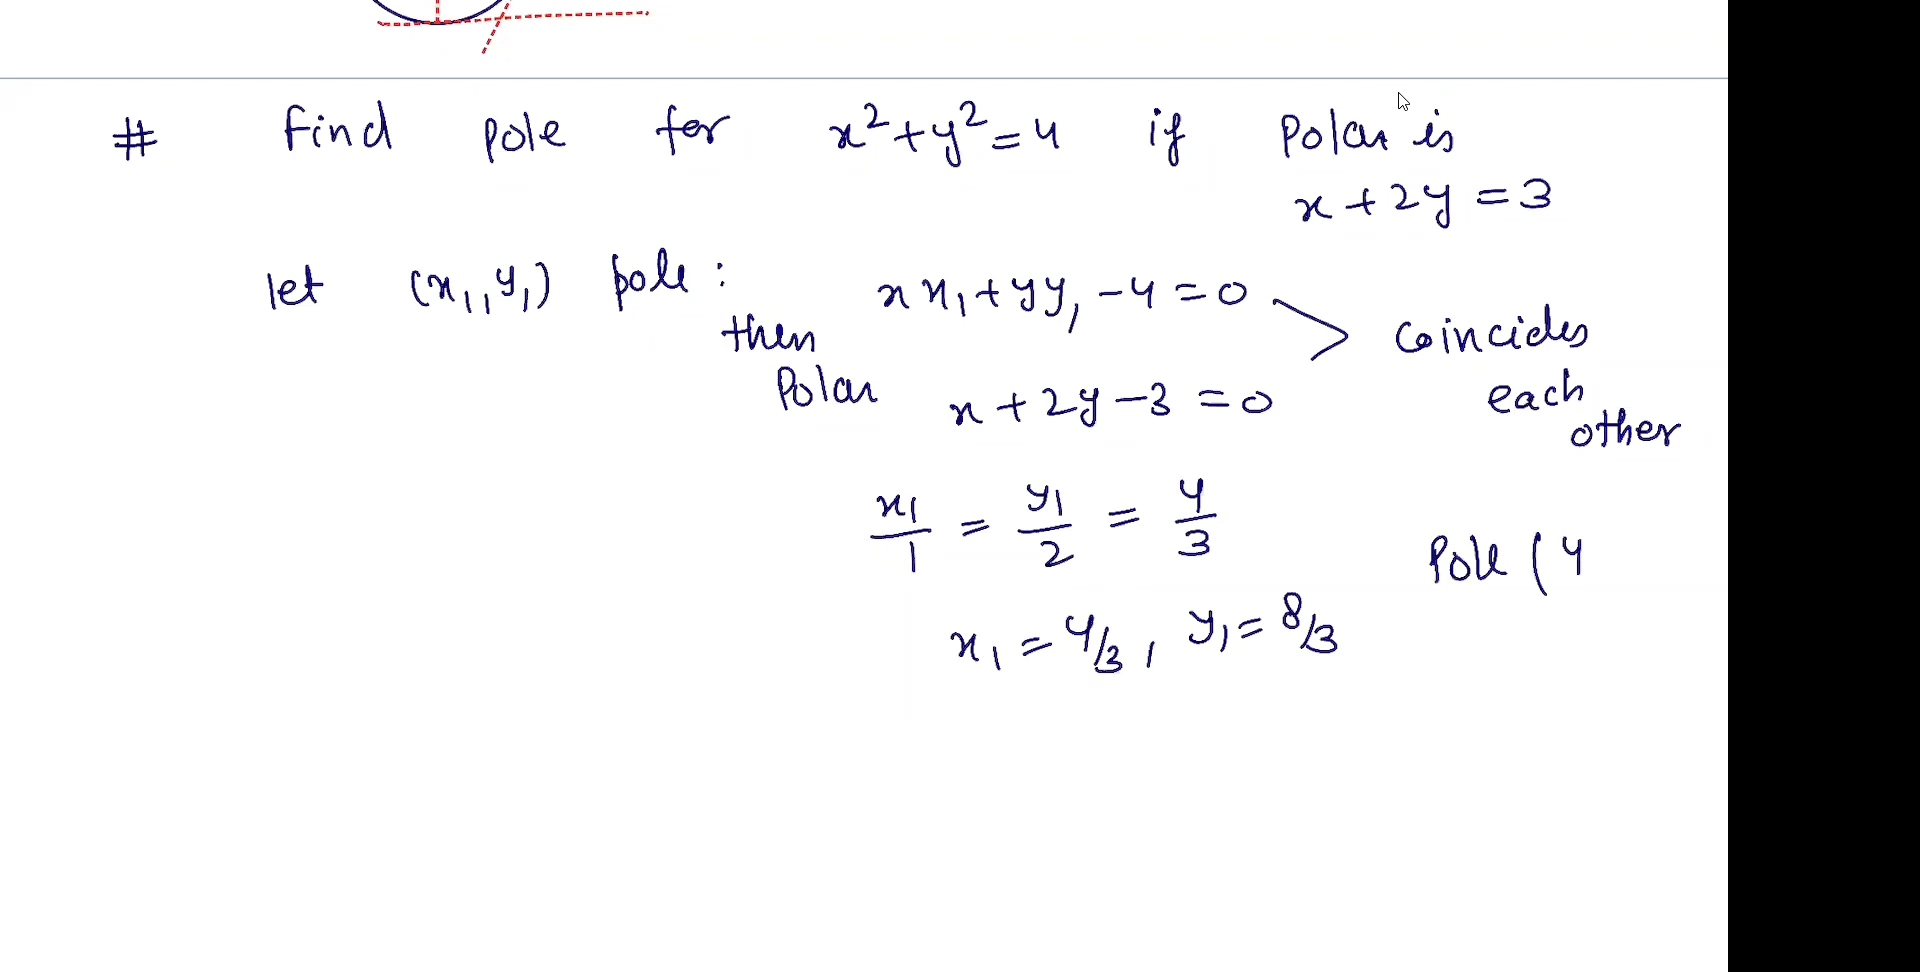 # Find pole for x²+y²=4 if Polar is
x+2y=3
let (x₁,y₁) pole:
then
Polar
xx₁+yy₁-4=0
x+2y-3=0
Coincides
each
other
x₁/1 = y₁/2 = 4/3
Pole (4
x₁=4/3, y₁=8/3